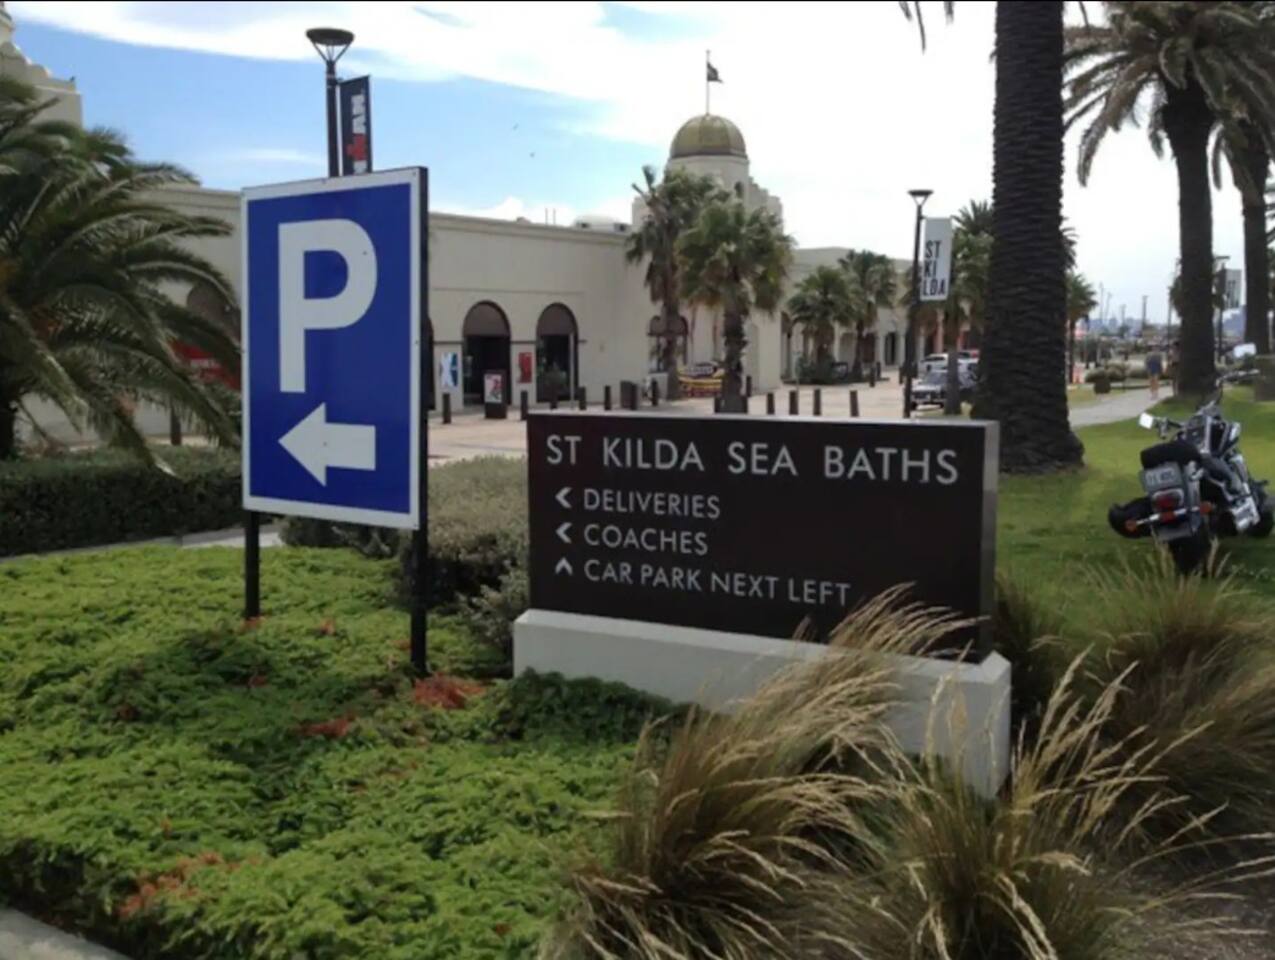 P
ST KILDA SEA BATHS
DELIVERIES
COACHES
CAR PARK NEXT LEFT
ST
KI
LDA